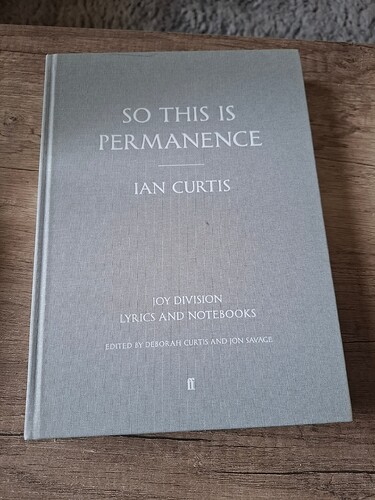 SO THIS IS
PERMANENCE
IAN CURTIS
JOY DIVISION
LYRICS AND NOTEBOOKS
EDITED BY DEBORAH CURTIS AND JON SAVAGE
ff